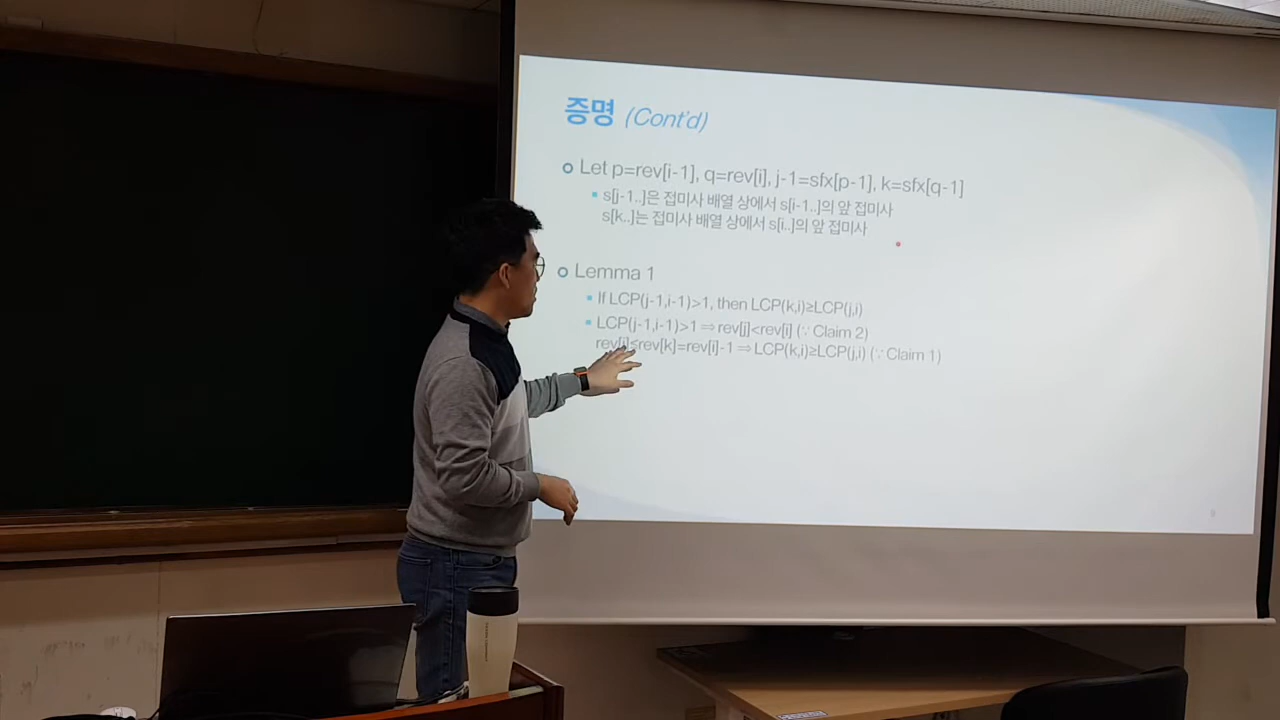 증명 (Cont'd)
Let p=rev[i-1], q=rev[i], j-1=sfx[p-1], k=sfx[q-1]
s[j-1..]은 접미사 배열 상에서 s[i-1..]의 앞 접미사
s[k..]는 접미사 배열 상에서 s[i..]의 앞 접미사
Lemma 1
If LCP(j-1,i-1)>1, then LCP(k,i)≥LCP(j,i)
LCP(j-1,i-1)>1 ⇒ rev[j]<rev[i] (∵ Claim 2)
rev[j]≤rev[k]=rev[i]-1 ⇒ LCP(k,i)≥LCP(j,i) (∵ Claim 1)